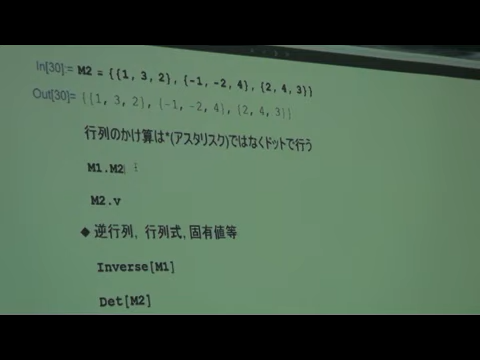 In[30]:= M2 = {{1, 3, 2}, {-1, -2, 4}, {2, 4, 3}}
Out[30]= {{1, 3, 2}, {-1, -2, 4}, {2, 4, 3}}
行列のかけ算は*(アスタリスク)ではなくドットで行う
M1.M2
M2.v
◆ 逆行列, 行列式, 固有値等
Inverse[M1]
Det[M2]